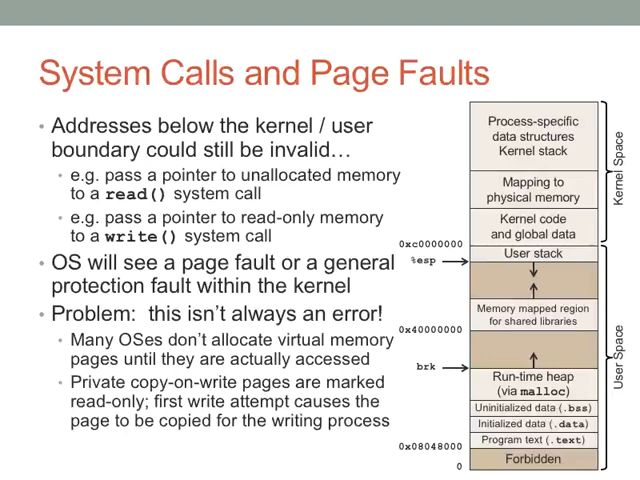 System Calls and Page Faults
• Addresses below the kernel / user
boundary could still be invalid…
• e.g. pass a pointer to unallocated memory
to a read() system call
• e.g. pass a pointer to read-only memory
to a write() system call
• OS will see a page fault or a general
protection fault within the kernel
• Problem: this isn't always an error!
• Many OSes don't allocate virtual memory
pages until they are actually accessed
• Private copy-on-write pages are marked
read-only; first write attempt causes the
page to be copied for the writing process
Process-specific
data structures
Kernel stack
Mapping to
physical memory
Kernel code
and global data
Kernel Space
0xc0000000
User stack
%esp
Memory mapped region
for shared libraries
0x40000000
brk
Run-time heap
(via malloc)
Uninitialized data (.bss)
Initialized data (.data)
Program text (.text)
0x08048000
Forbidden
0
User Space